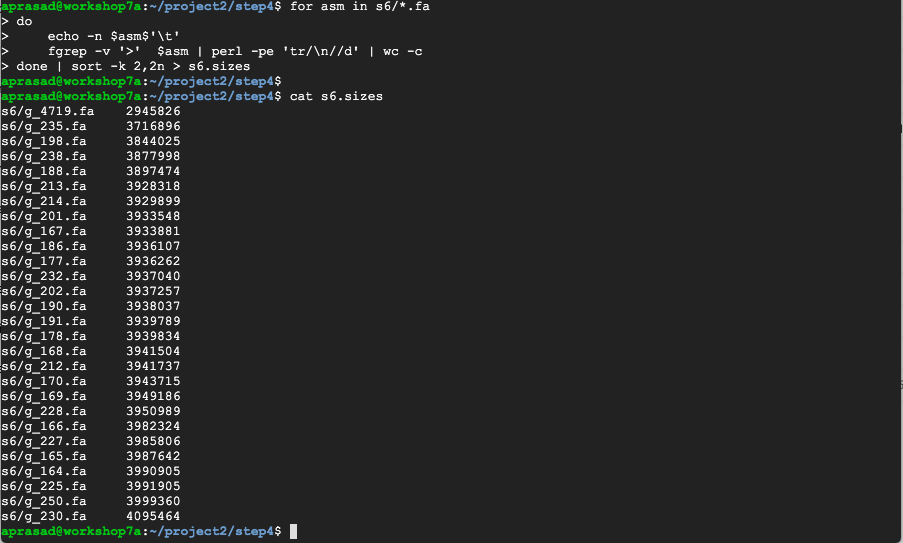 aprasad@workshop7a:~/project2/step4$ for asm in s6/*.fa
> do
>     echo -n $asm$'\t'
>     fgrep -v '>'  $asm | perl -pe 'tr/\n//d' | wc -c
> done | sort -k 2,2n > s6.sizes
aprasad@workshop7a:~/project2/step4$
aprasad@workshop7a:~/project2/step4$ cat s6.sizes
s6/g_4719.fa    2945826
s6/g_235.fa     3716896
s6/g_198.fa     3844025
s6/g_238.fa     3877998
s6/g_188.fa     3897474
s6/g_213.fa     3928318
s6/g_214.fa     3929899
s6/g_201.fa     3933548
s6/g_167.fa     3933881
s6/g_186.fa     3936107
s6/g_177.fa     3936262
s6/g_232.fa     3937040
s6/g_202.fa     3937257
s6/g_190.fa     3938037
s6/g_191.fa     3939789
s6/g_178.fa     3939834
s6/g_168.fa     3941504
s6/g_212.fa     3941737
s6/g_170.fa     3943715
s6/g_169.fa     3949186
s6/g_228.fa     3950989
s6/g_166.fa     3982324
s6/g_227.fa     3985806
s6/g_165.fa     3987642
s6/g_164.fa     3990905
s6/g_225.fa     3991905
s6/g_250.fa     3999360
s6/g_230.fa     4095464
aprasad@workshop7a:~/project2/step4$